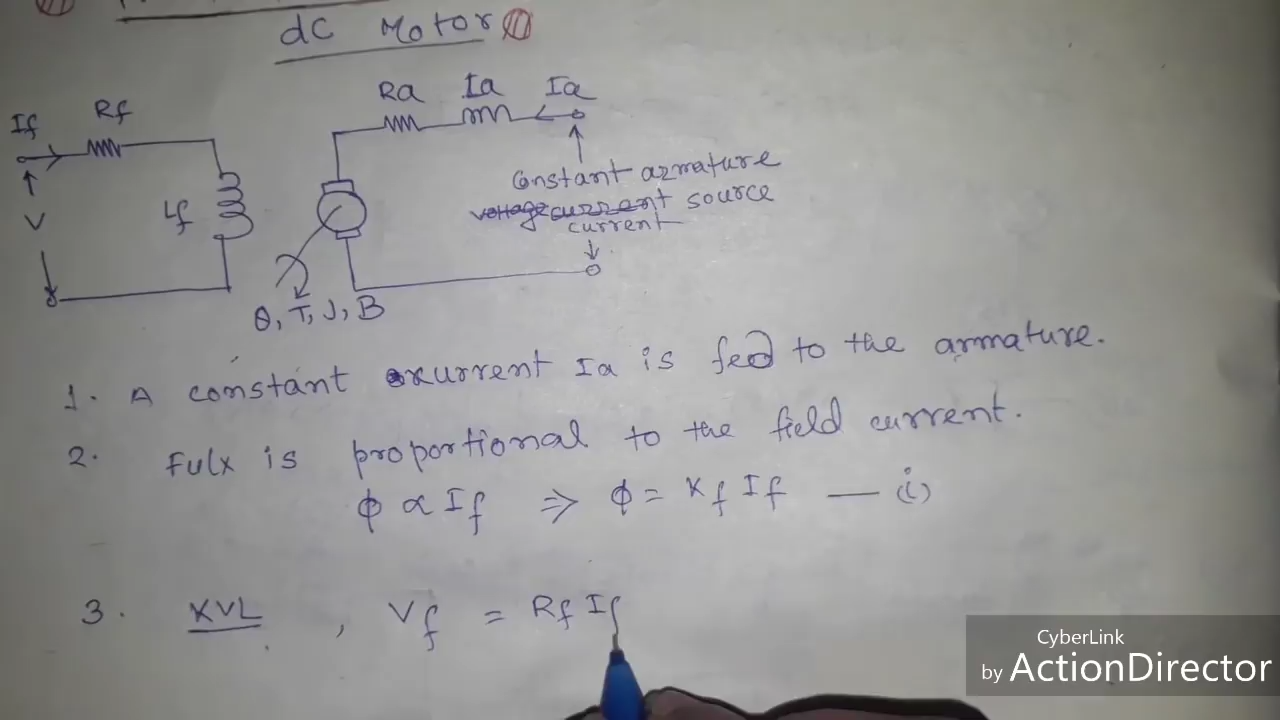 dC Motor
If Rf
V
Lf
Ra Ia Ia
Constant armature
voltage current source
current
θ, T, J, B
1. A constant current Ia is feed to the armature.
2. Fulx is proportional to the field current.
ϕ ∝ If ⇒ ϕ = Kf If — (i)
3. KVL , Vf = Rf If
CyberLink
by ActionDirector